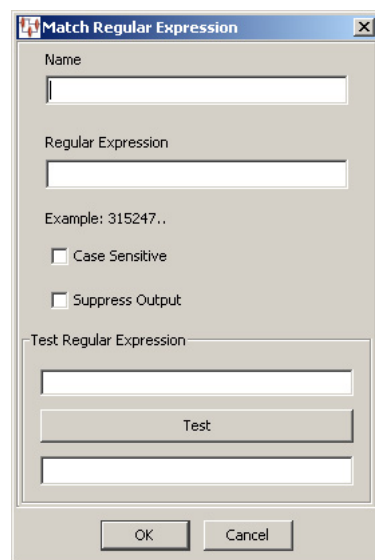 Match Regular Expression
Name
Regular Expression
Example: 315247..
Case Sensitive
Suppress Output
Test Regular Expression
Test
OK
Cancel